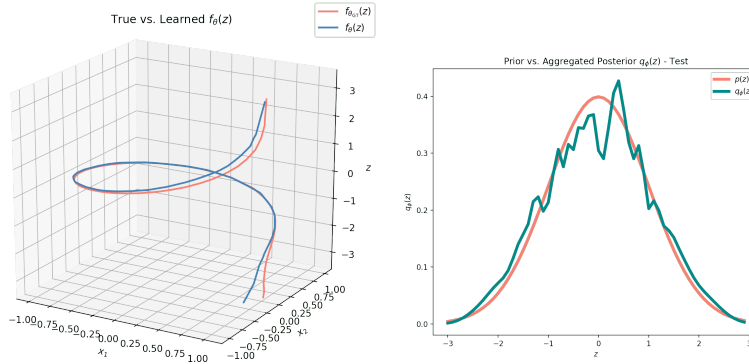 True vs. Learned fθ(z)
fθGT(z)
fθ(z)
3
2
1
0
−1
−2
−3
z
−1.00 −0.75 −0.50 −0.25 0.00 0.25 0.50 0.75 1.00
x₁
−1.00 −0.75 −0.50 −0.25 0.00 0.25 0.50 0.75 1.00
x₂
Prior vs. Aggregated Posterior qϕ(z) - Test
p(z)
qϕ(z
qϕ(z)
0.4
0.3
0.2
0.1
0.0
−3 −2 −1 0 1 2 3
z